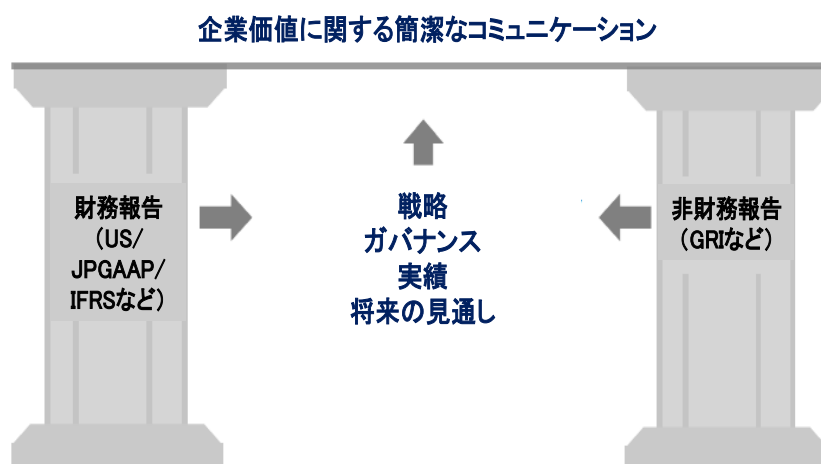 企業価値に関する簡潔なコミュニケーション
財務報告
（US/
JPGAAP/
IFRSなど）
戦略
ガバナンス
実績
将来の見通し
非財務報告
（GRIなど）